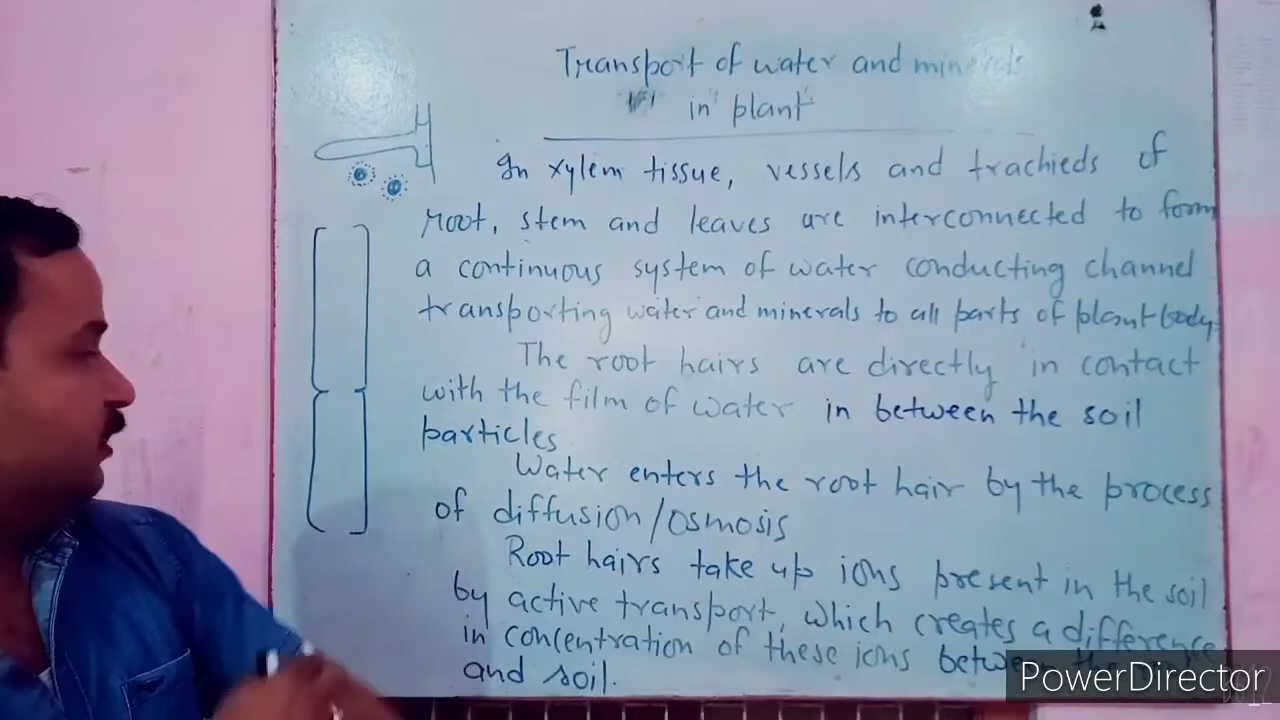 Transport of water and minerals
in plant
In xylem tissue, vessels and trachieds of
root, stem and leaves are interconnected to form
a continuous system of water conducting channel
transporting water and minerals to all parts of plant body.
The root hairs are directly in contact
with the film of water in between the soil
particles
Water enters the root hair by the process
of diffusion/osmosis
Root hairs take up ions present in the soil
by active transport, which creates a difference
in concentration of these ions between the
and soil.
PowerDirector